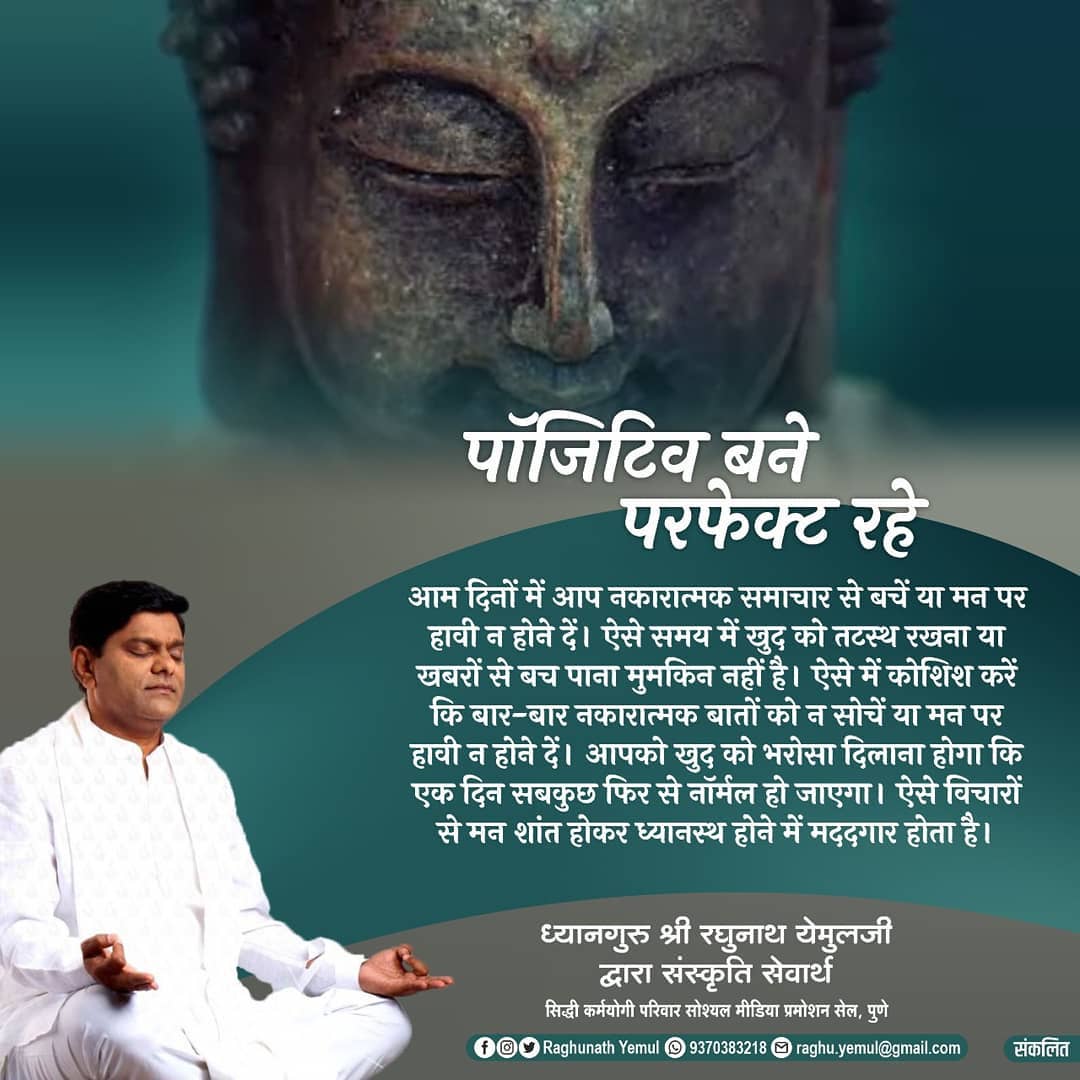 पॉजिटिव बने
परफेक्ट रहे
आम दिनों में आप नकारात्मक समाचार से बचें या मन पर
हावी न होने दें। ऐसे समय में खुद को तटस्थ रखना या
खबरों से बच पाना मुमकिन नहीं है। ऐसे में कोशिश करें
कि बार-बार नकारात्मक बातों को न सोचें या मन पर
हावी न होने दें। आपको खुद को भरोसा दिलाना होगा कि
एक दिन सबकुछ फिर से नॉर्मल हो जाएगा। ऐसे विचारों
से मन शांत होकर ध्यानस्थ होने में मददगार होता है।
ध्यानगुरु श्री रघुनाथ येमुलजी
द्वारा संस्कृति सेवार्थ
सिद्धी कर्मयोगी परिवार सोश्यल मीडिया प्रमोशन सेल, पुणे
Raghunath Yemul 9370383218 raghu.yemul@gmail.com
संकलित